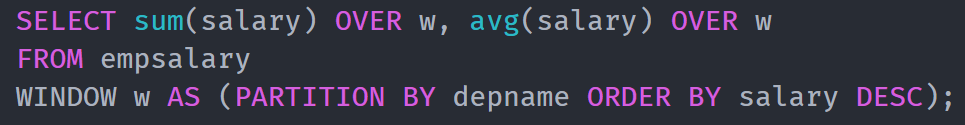 SELECT sum(salary) OVER w, avg(salary) OVER w
FROM empsalary
WINDOW w AS (PARTITION BY depname ORDER BY salary DESC);